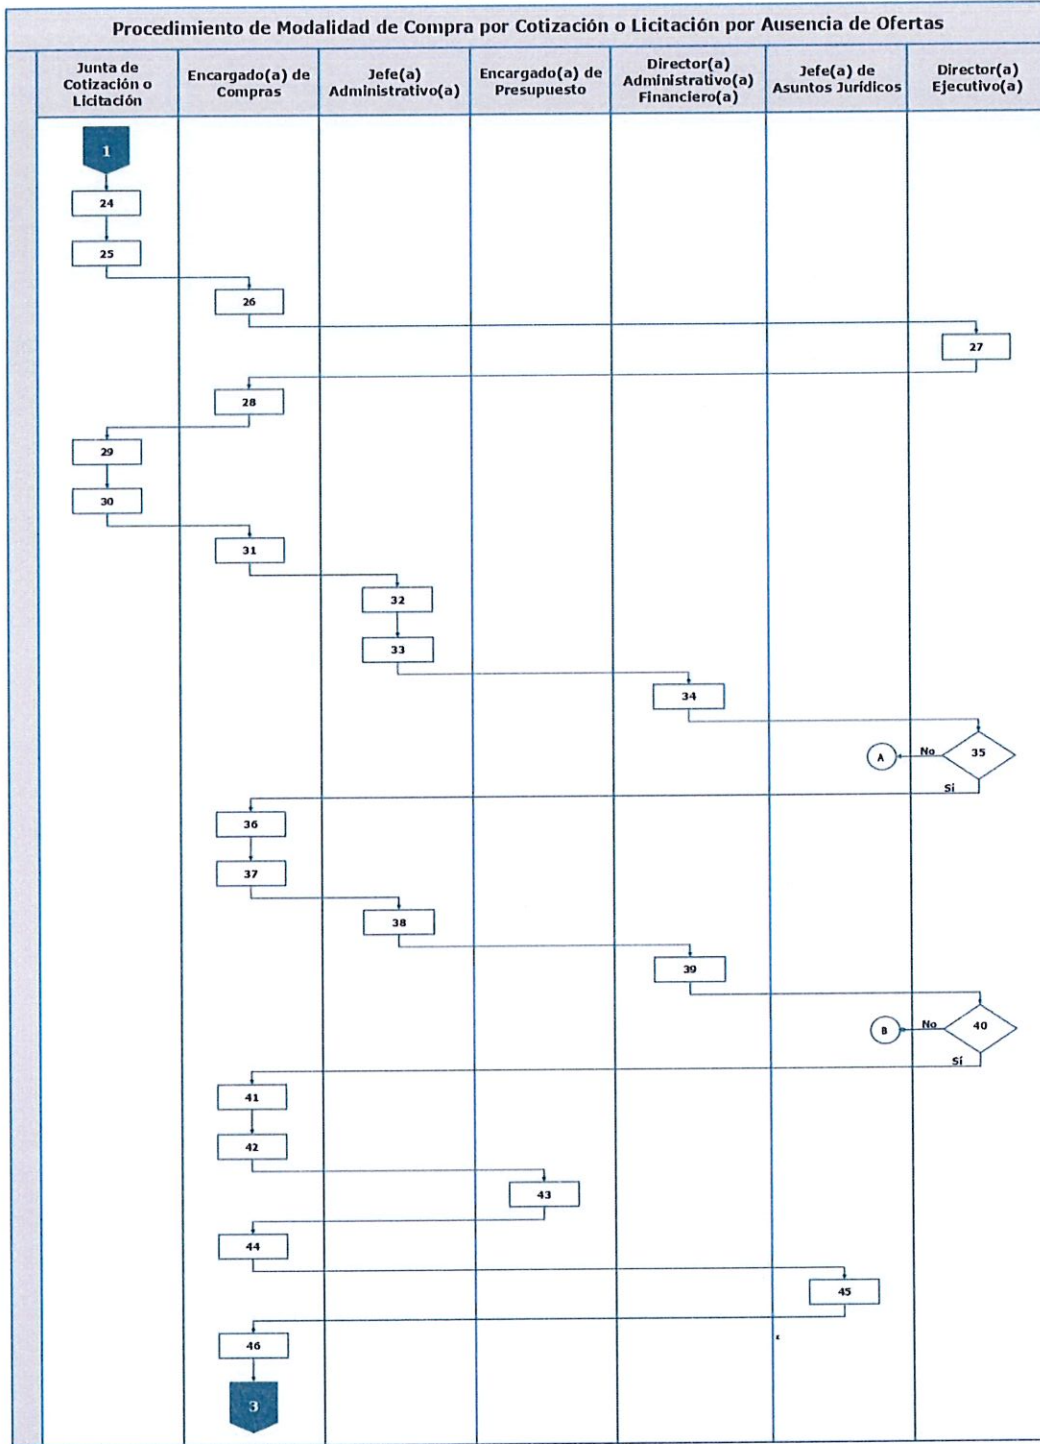 Procedimiento de Modalidad de Compra por Cotización o Licitación por Ausencia de Ofertas
Junta de
Cotización o
Licitación
Encargado(a) de
Compras
Jefe(a)
Administrativo(a)
Encargado(a) de
Presupuesto
Director(a)
Administrativo(a)
Financiero(a)
Jefe(a) de
Asuntos Jurídicos
Director(a)
Ejecutivo(a)
1
24
25
26
27
28
29
30
31
32
33
34
35
No
A
Sí
36
37
38
39
40
No
B
Sí
41
42
43
44
45
46
3